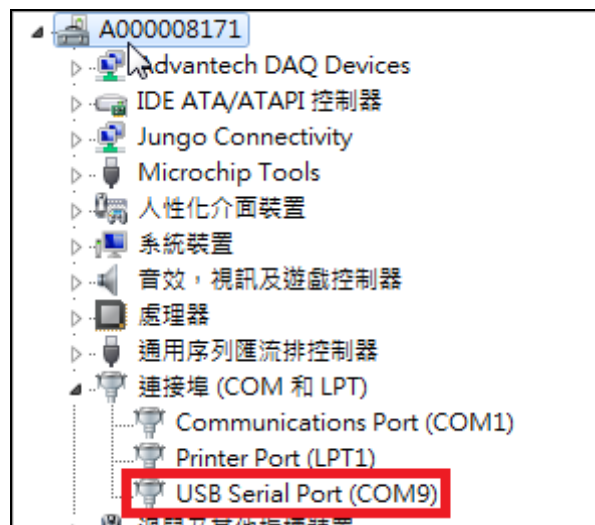 A000008171
Advantech DAQ Devices
IDE ATA/ATAPI 控制器
Jungo Connectivity
Microchip Tools
人性化介面裝置
系統裝置
音效，視訊及遊戲控制器
處理器
通用序列匯流排控制器
連接埠 (COM 和 LPT)
Communications Port (COM1)
Printer Port (LPT1)
USB Serial Port (COM9)